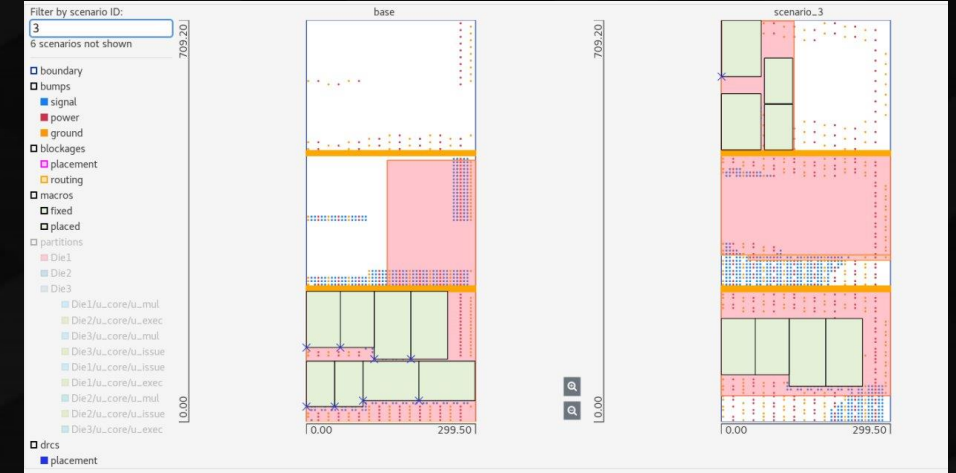 Filter by scenario ID:
3
6 scenarios not shown
boundary
bumps
signal
power
ground
blockages
placement
routing
macros
fixed
placed
partitions
Die1
Die2
Die3
Die1/u_core/u_mul
Die2/u_core/u_exec
Die3/u_core/u_mul
Die3/u_core/u_issue
Die1/u_core/u_issue
Die1/u_core/u_exec
Die2/u_core/u_mul
Die2/u_core/u_issue
Die3/u_core/u_exec
drcs
placement
base
709.20
0.00
0.00 299.50
scenario_3
709.20
0.00
0.00 299.50